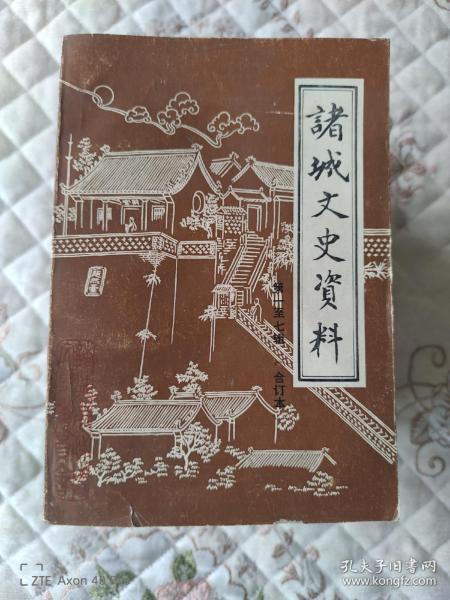 諸城文史資料
第一至七辑 合订本
ZTE Axon 40
孔夫子旧书网
www.kongfz.com